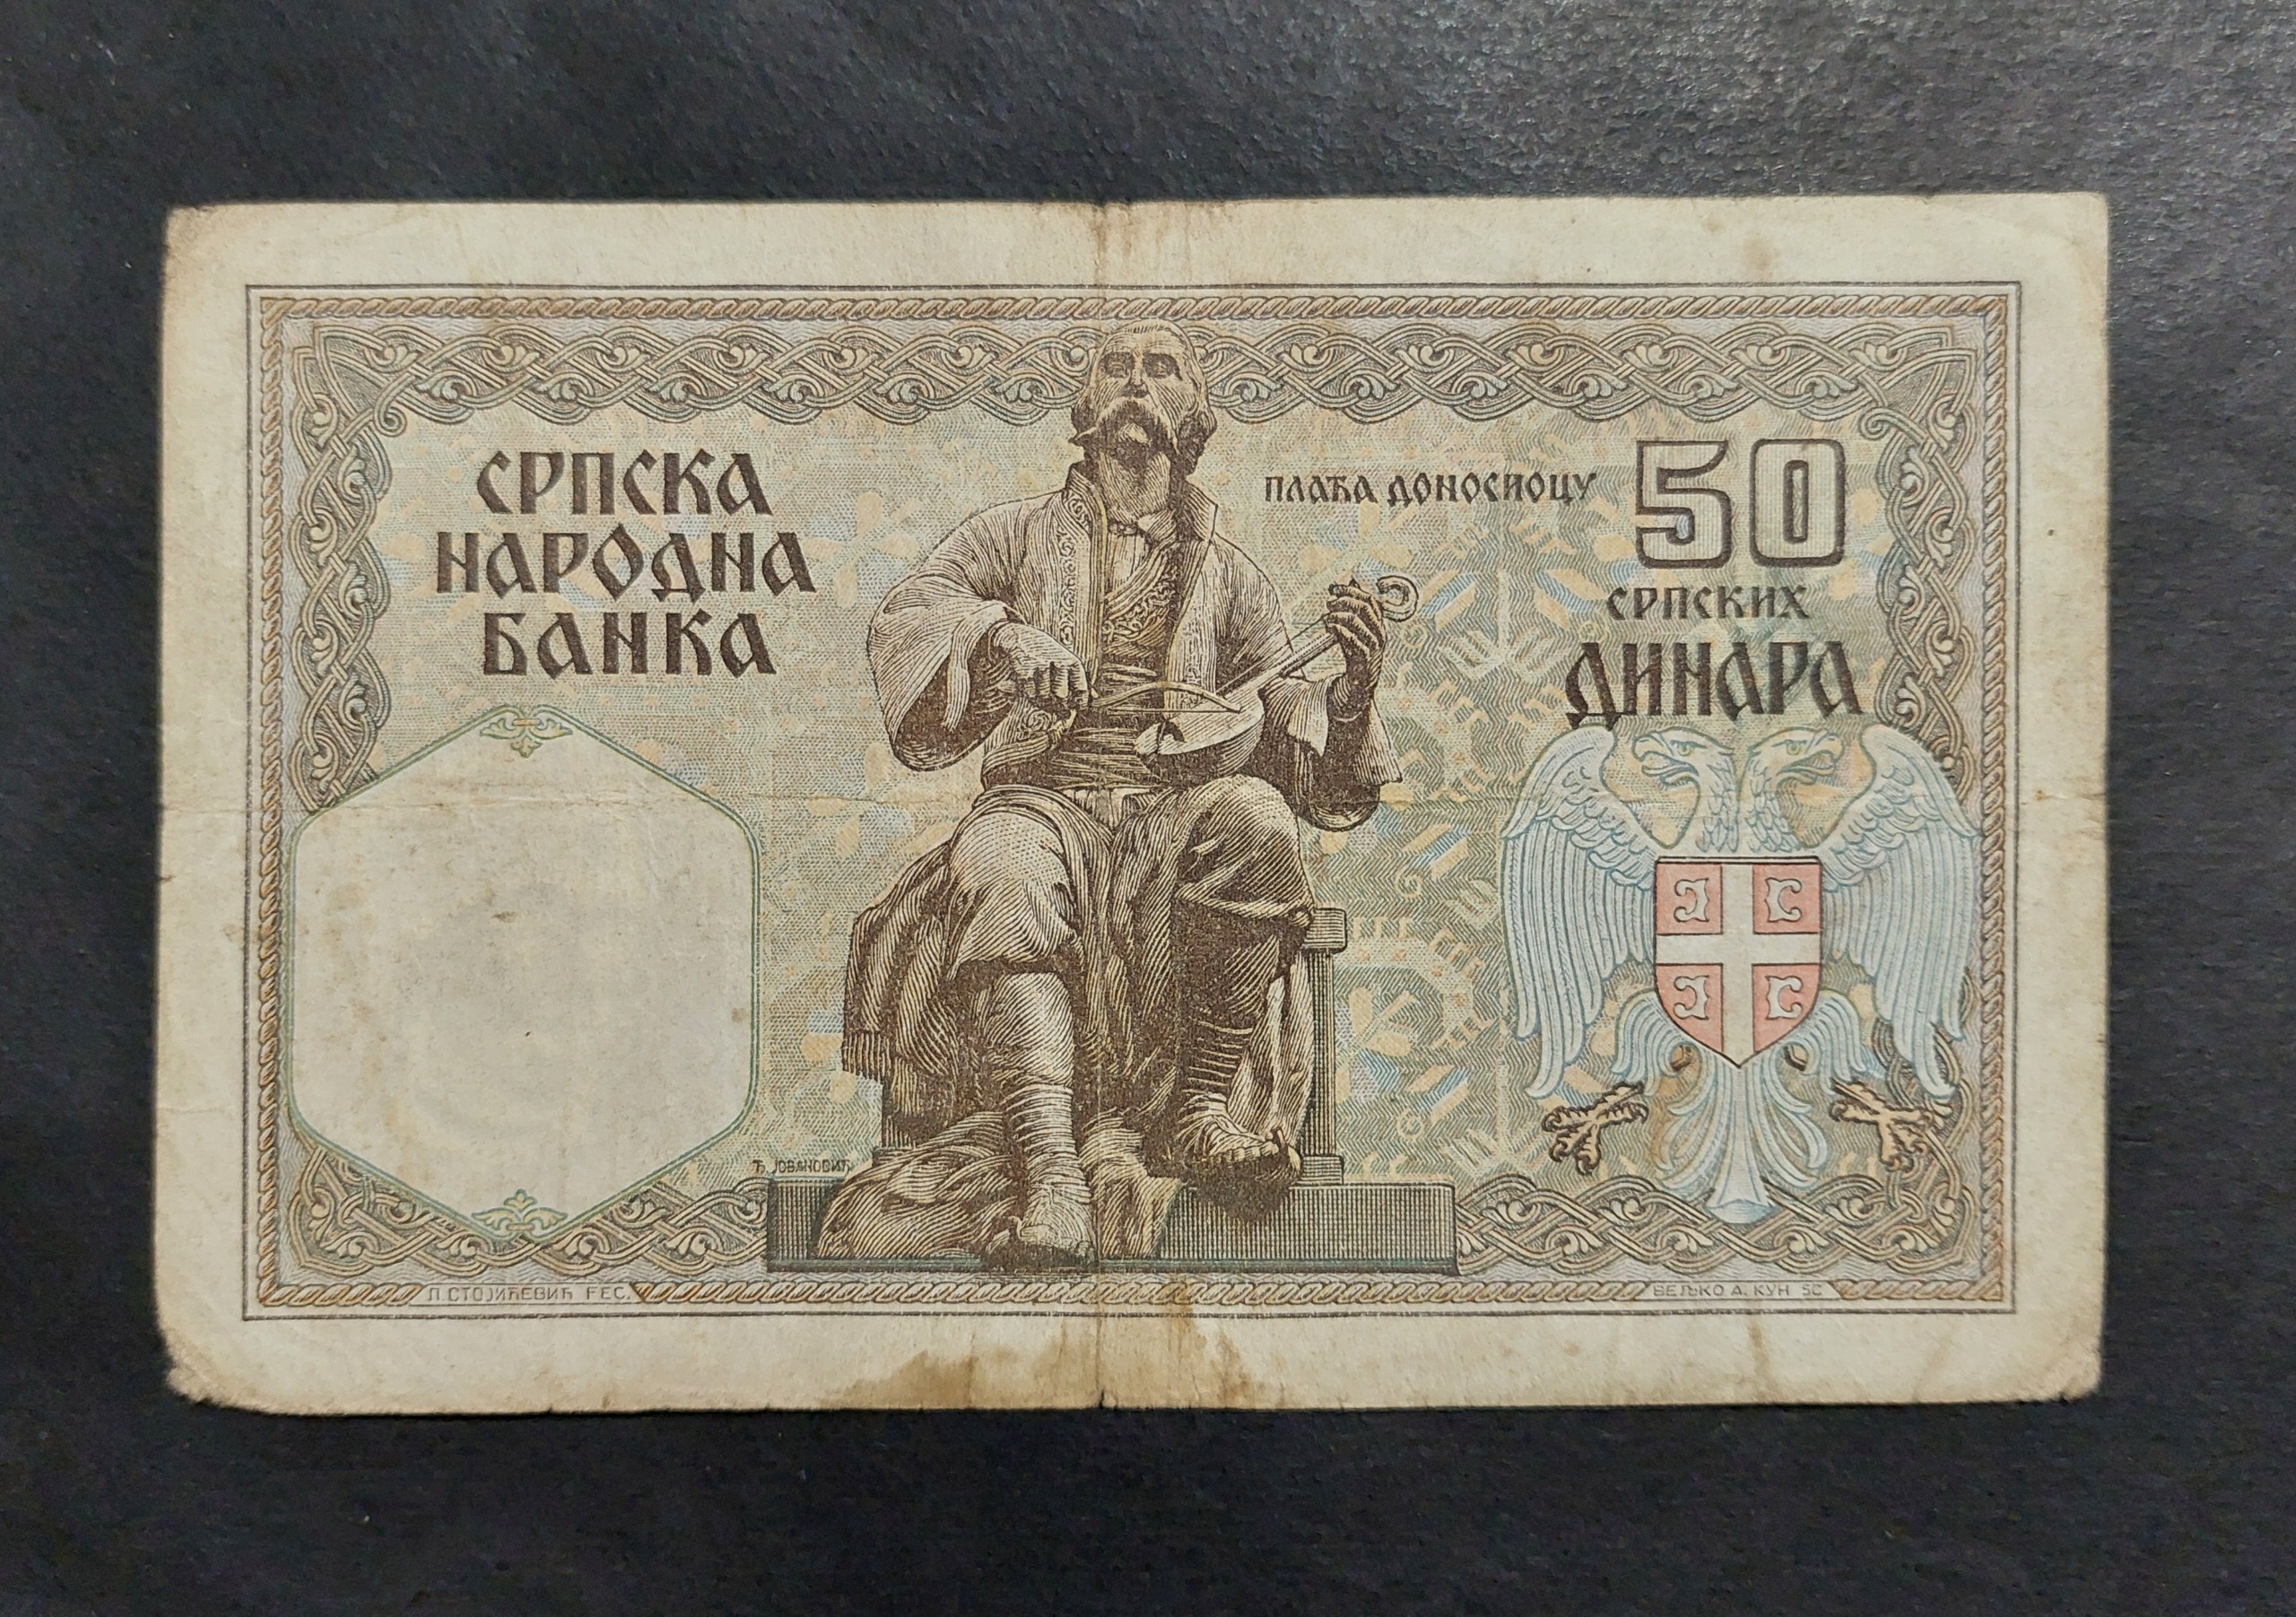 СРПСКА
НАРОДНА
БАНКА
ПЛАЋА ДОНОСИОЦУ
50
СРПСКИХ
ДИНАРА
Ђ. ЈОВАНОВИЋ
П. СТОЈИЋЕВИЋ FEC.
ВЕЉКО А. КУН SC